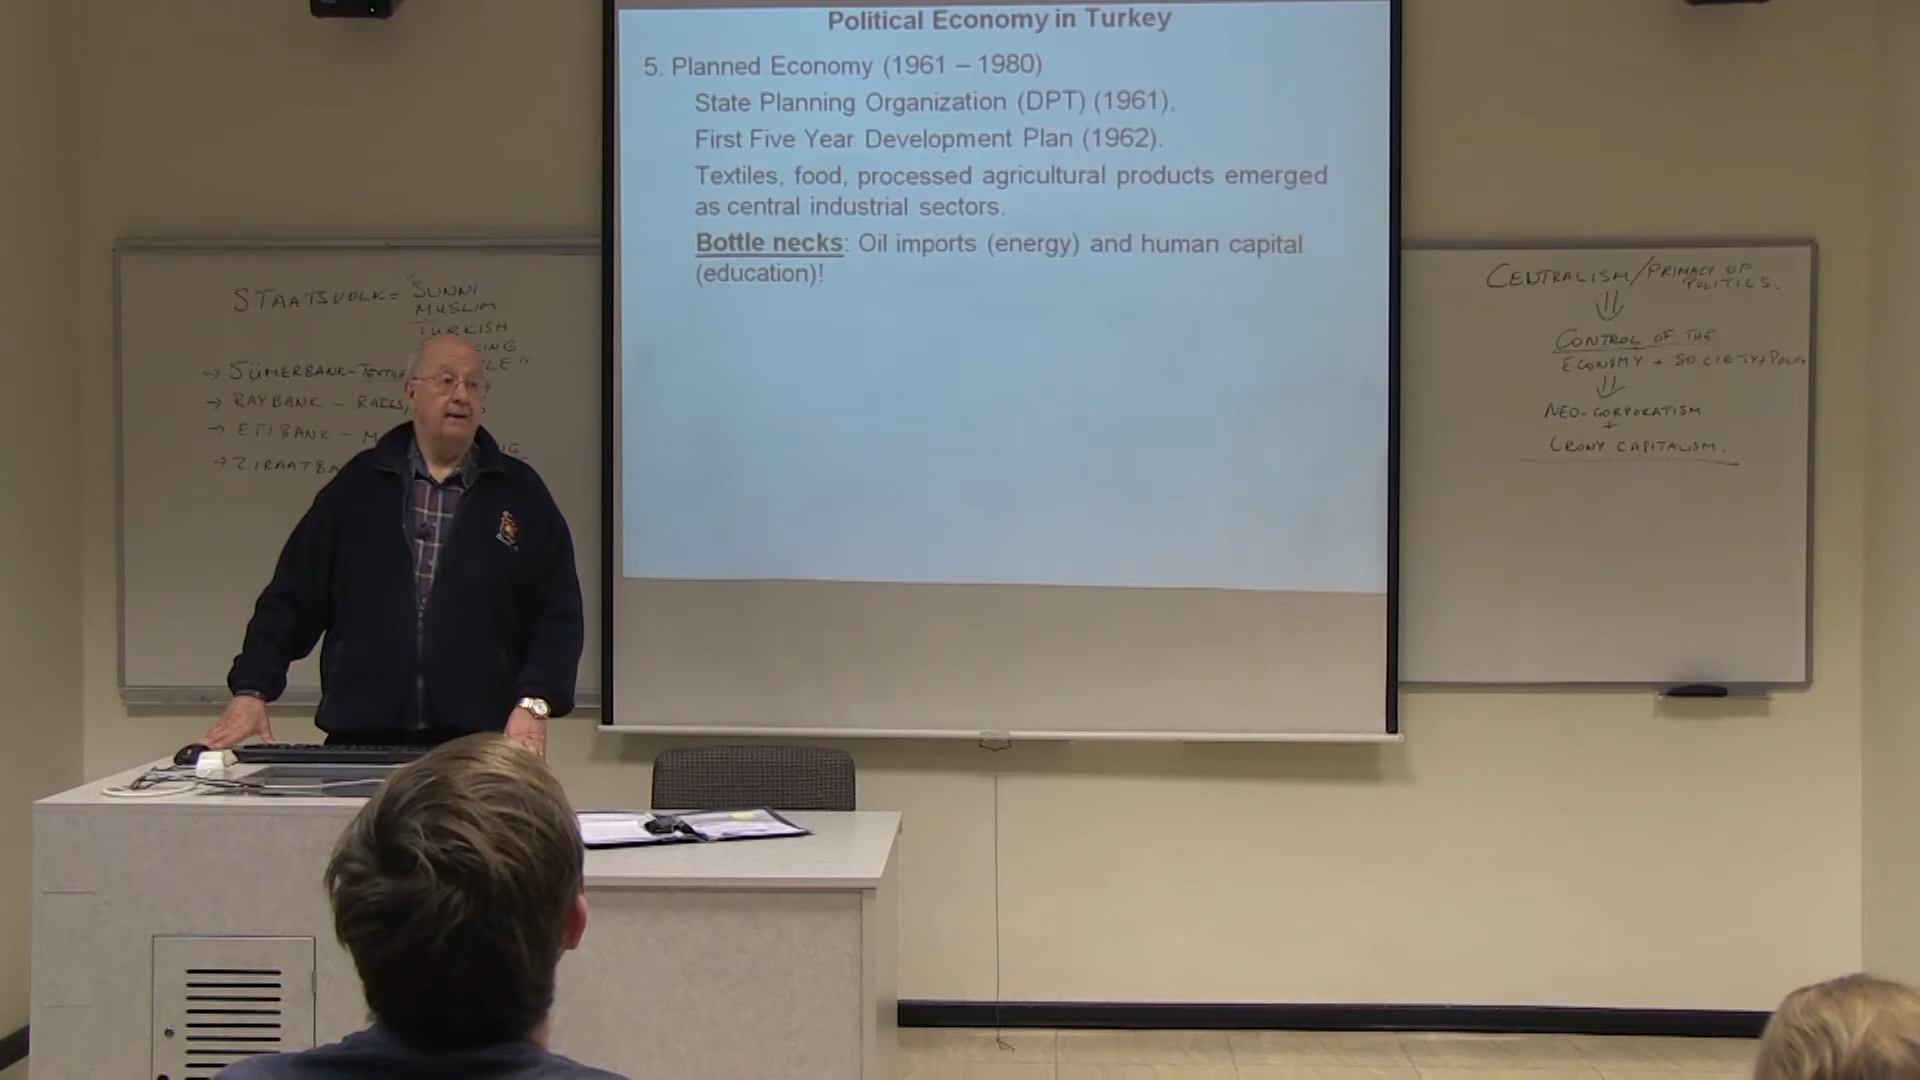 Political Economy in Turkey
5. Planned Economy (1961 – 1980)
State Planning Organization (DPT) (1961),
First Five Year Development Plan (1962).
Textiles, food, processed agricultural products emerged
as central industrial sectors.
Bottle necks: Oil imports (energy) and human capital
(education)!
STAATSVOLK = "SUNNI
MUSLIM
TURKISH
→ SÜMERBANK –
→ RAYBANK –
→ ETIBANK –
CENTRALISM/PRIMACY OF
POLITICS.
⇓
CONTROL OF THE
ECONOMY + SOCIETY +
⇓
NEO-CORPORATISM
+
CRONY CAPITALISM.